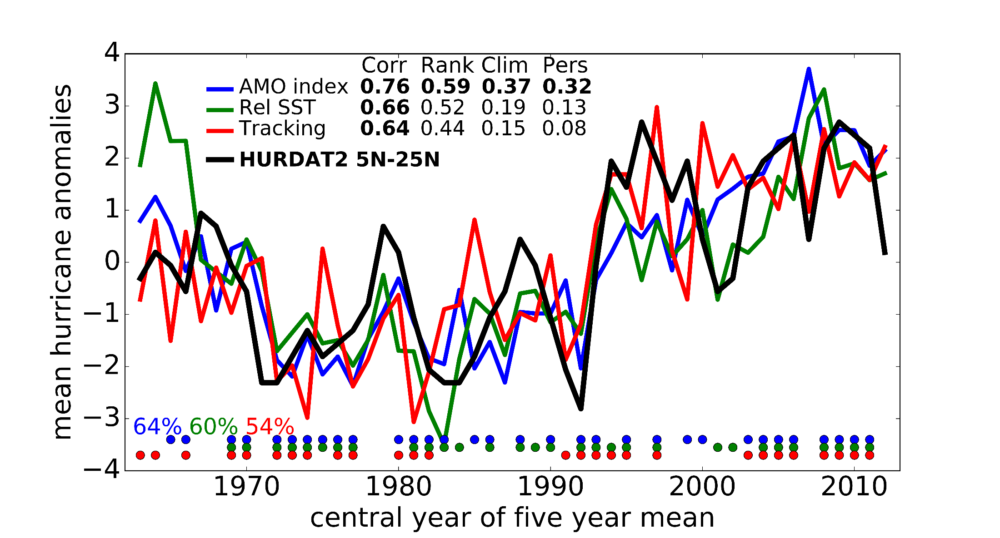 4
3
2
1
0
−1
−2
−3
−4
mean hurricane anomalies
Corr Rank Clim Pers
AMO index 0.76 0.59 0.37 0.32
Rel SST 0.66 0.52 0.19 0.13
Tracking 0.64 0.44 0.15 0.08
HURDAT2 5N-25N
64% 60% 54%
1970 1980 1990 2000 2010
central year of five year mean